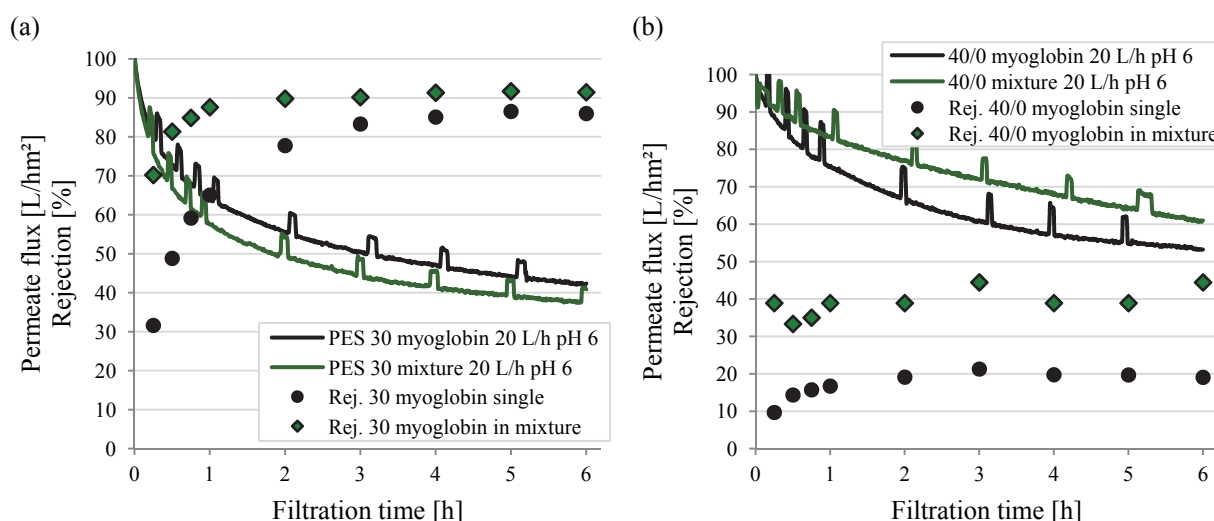 (a)
Permeate flux [L/hm²]
Rejection [%]
100
90
80
70
60
50
40
30
20
10
0
PES 30 myoglobin 20 L/h pH 6
PES 30 mixture 20 L/h pH 6
Rej. 30 myoglobin single
Rej. 30 myoglobin in mixture
0 1 2 3 4 5 6
Filtration time [h]
(b)
Permeate flux [L/hm²]
Rejection [%]
100
90
80
70
60
50
40
30
20
10
0
40/0 myoglobin 20 L/h pH 6
40/0 mixture 20 L/h pH 6
Rej. 40/0 myoglobin single
Rej. 40/0 myoglobin in mixture
0 1 2 3 4 5 6
Filtration time [h]